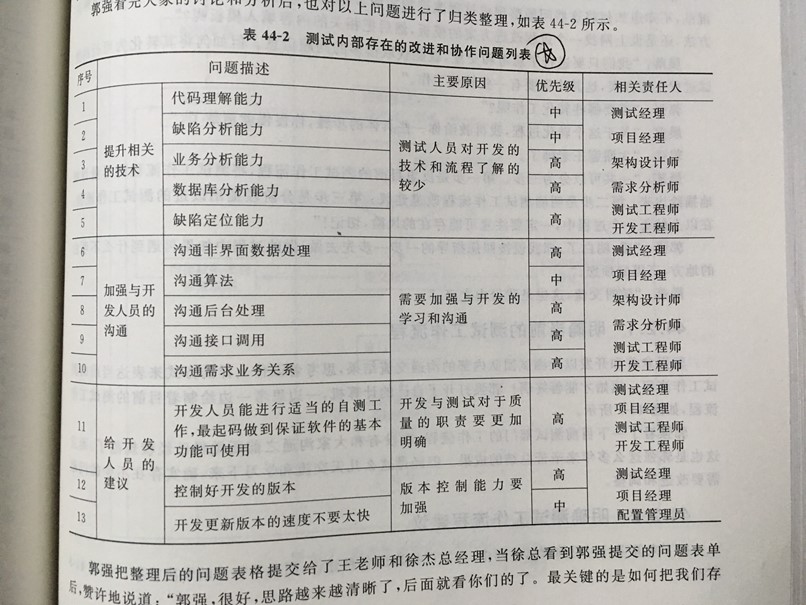 郭强看完大家的讨论和分析后,也对以上问题进行了归类整理,如表44-2所示。
表 44-2 测试内部存在的改进和协作问题列表
序号 问题描述 主要原因 优先级 相关责任人
1 代码理解能力 中 测试经理
2 缺陷分析能力 中 项目经理
提升相关的技术
3 业务分析能力 高 架构设计师
测试人员对开发的技术和流程了解的较少
4 数据库分析能力 高 需求分析师
5 缺陷定位能力 高 测试工程师
开发工程师
6 沟通非界面数据处理 高 测试经理
7 沟通算法 中 项目经理
加强与开发人员的沟通
8 沟通后台处理 高 架构设计师
需要加强与开发的学习和沟通
9 沟通接口调用 高 需求分析师
测试工程师
10 沟通需求业务关系 高 开发工程师
给开发人员的建议
11 开发人员能进行适当的自测工作,最起码做到保证软件的基本功能可使用 开发与测试对于质量的职责要更加明确 高 测试经理
项目经理
测试工程师
开发工程师
12 控制好开发的版本 版本控制能力要加强 高 测试经理
项目经理
13 开发更新版本的速度不要太快 中 配置管理员
郭强把整理后的问题表格提交给了王老师和徐杰总经理,当徐总看到郭强提交的问题表单
后,赞许地说道:“郭强,很好,思路越来越清晰了,后面就看你们的了。最关键的是如何把我们存